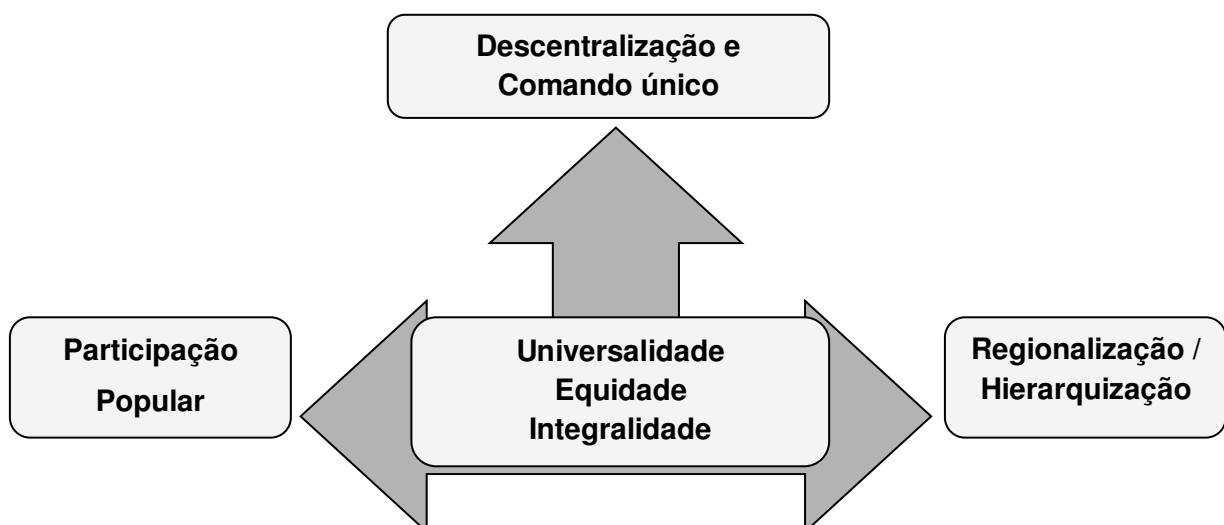 Descentralização e
Comando único
Participação
Popular
Universalidade
Equidade
Integralidade
Regionalização /
Hierarquização